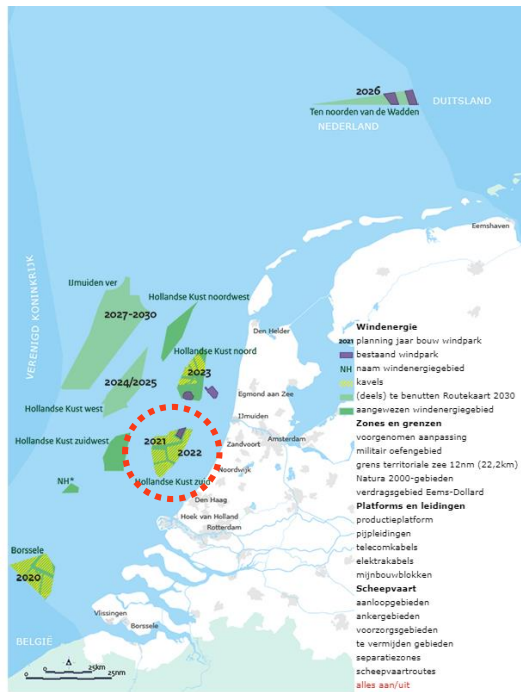 2026
DUITSLAND
Ten noorden van de Wadden
NEDERLAND
Eemshaven
VERENIGD KONINKRIJK
IJmuiden ver
Hollandse Kust noordwest
2027-2030
Den Helder
Hollandse Kust noord
2023
2024/2025
Egmond aan Zee
Hollandse Kust west
IJmuiden
Hollandse Kust zuidwest
2021
2022
Zandvoort
Amsterdam
Noordwijk
NH*
Hollandse Kust zuid
Den Haag
Hoek van Holland
Rotterdam
Borssele
2020
Vlissingen
Borssele
BELGIË
25km
25nm
Windenergie
2021 planning jaar bouw windpark
bestaand windpark
NH naam windenergiegebied
kavels
(deels) te benutten Routekaart 2030
aangewezen windenergiegebied
Zones en grenzen
voorgenomen aanpassing
militair oefengebied
grens territoriale zee 12nm (22,2km)
Natura 2000-gebieden
verdragsgebied Eems-Dollard
Platforms en leidingen
productieplatform
pijpleidingen
telecomkabels
elektrakabels
mijnbouwblokken
Scheepvaart
aanloopgebieden
ankergebieden
voorzorgsgebieden
te vermijden gebieden
separatiezones
scheepvaartroutes
alles aan/uit